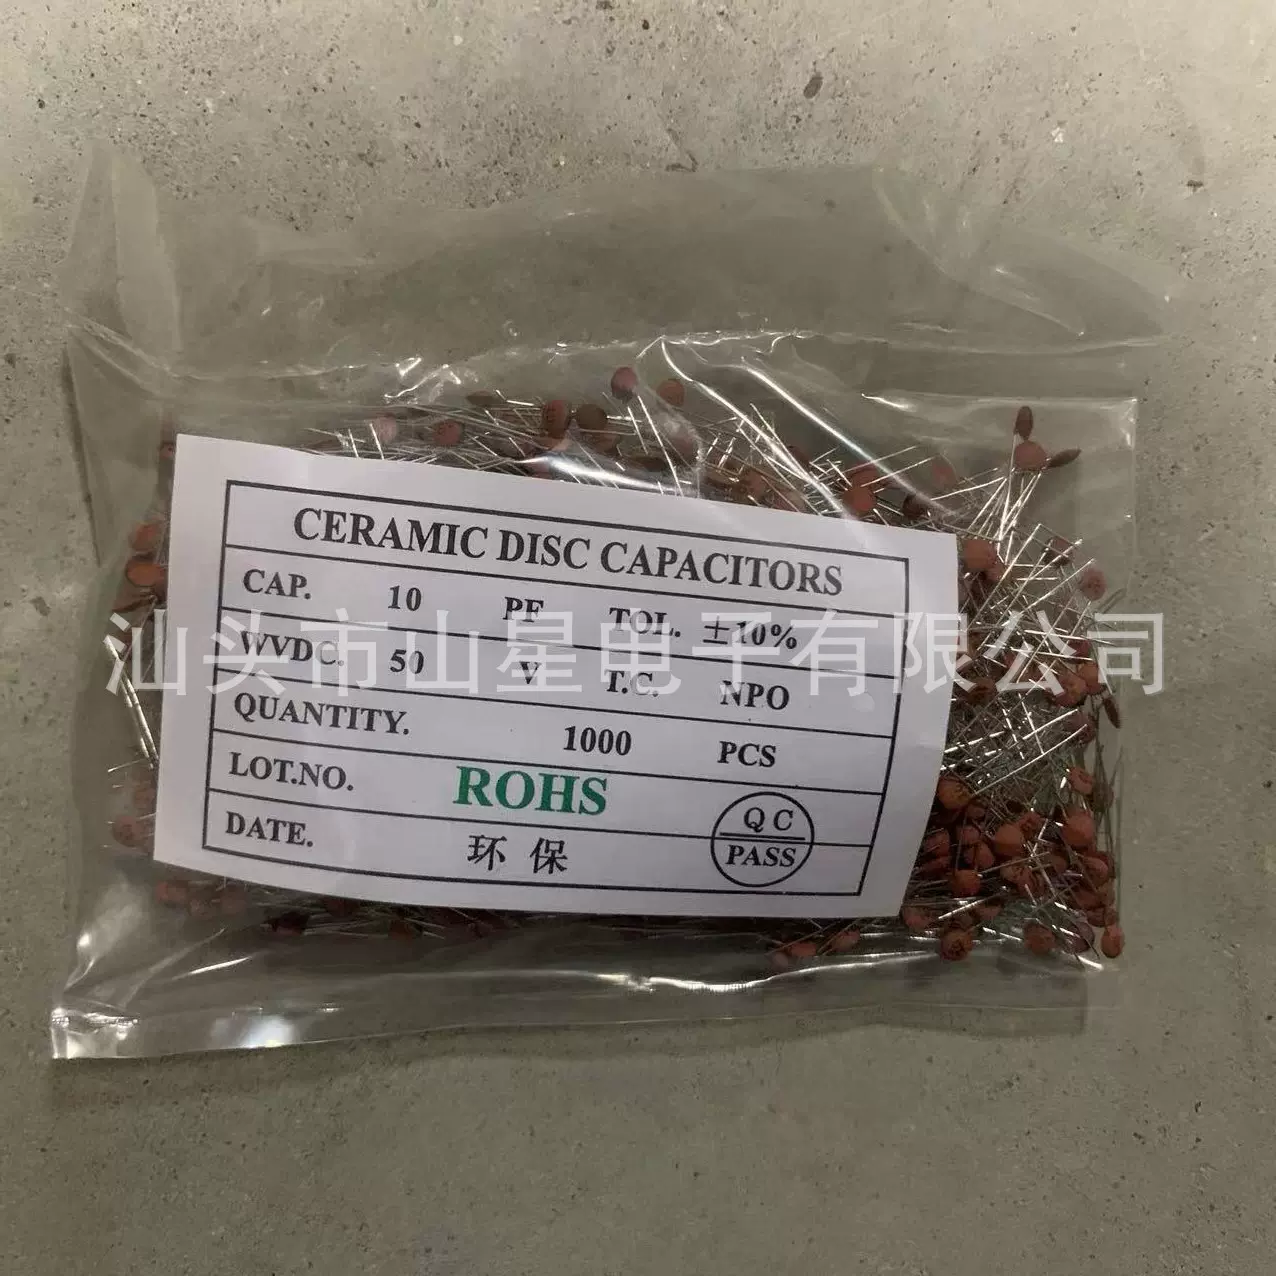 CERAMIC DISC CAPACITORS
CAP. 10 PF TOL. ±10%
汕头市山星电子有限公司
WVDC. 50 V T.C. NPO
QUANTITY. 1000 PCS
LOT.NO. ROHS
QC
PASS
DATE. 环保